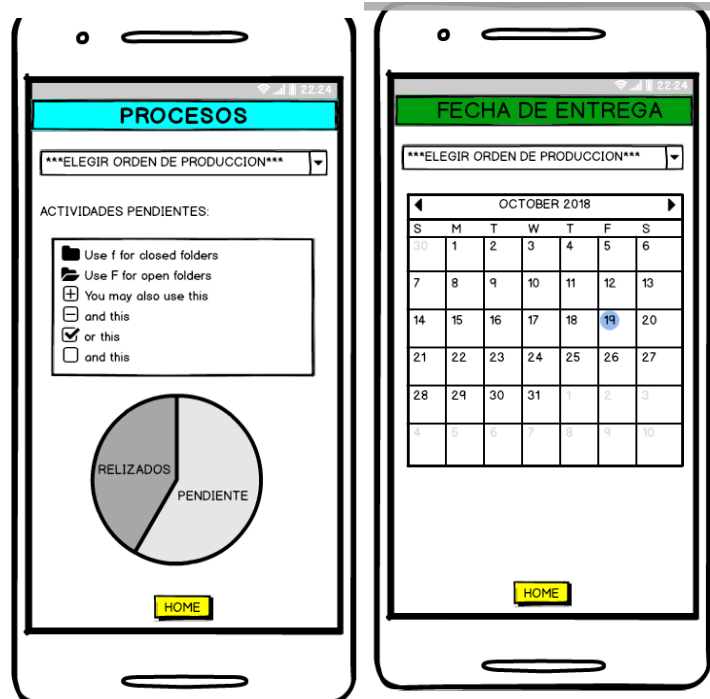 22:24
PROCESOS
***ELEGIR ORDEN DE PRODUCCION***
ACTIVIDADES PENDIENTES:
Use f for closed folders
Use F for open folders
You may also use this
and this
or this
and this
RELIZADOS
PENDIENTE
HOME
22:24
FECHA DE ENTREGA
***ELEGIR ORDEN DE PRODUCCION***
OCTOBER 2018
S M T W T F S
30 1 2 3 4 5 6
7 8 9 10 11 12 13
14 15 16 17 18 19 20
21 22 23 24 25 26 27
28 29 30 31 1 2 3
4 5 6 7 8 9 10
HOME